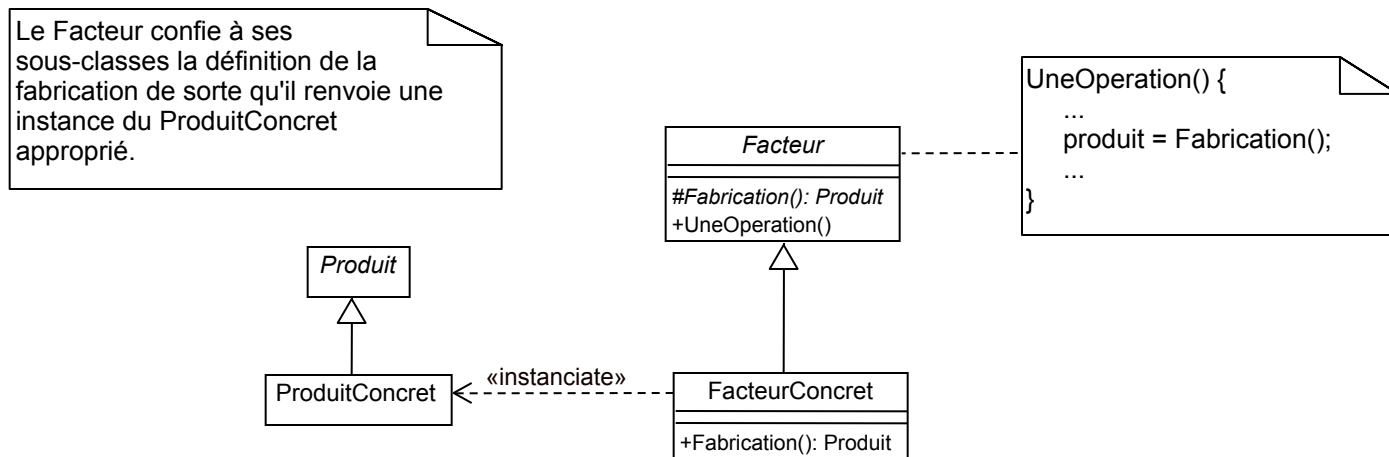 Le Facteur confie à ses
sous-classes la définition de la
fabrication de sorte qu'il renvoie une
instance du ProduitConcret
approprié.
UneOperation() {
...
produit = Fabrication();
...
}
Facteur
#Fabrication(): Produit
+UneOperation()
Produit
ProduitConcret
«instanciate»
FacteurConcret
+Fabrication(): Produit